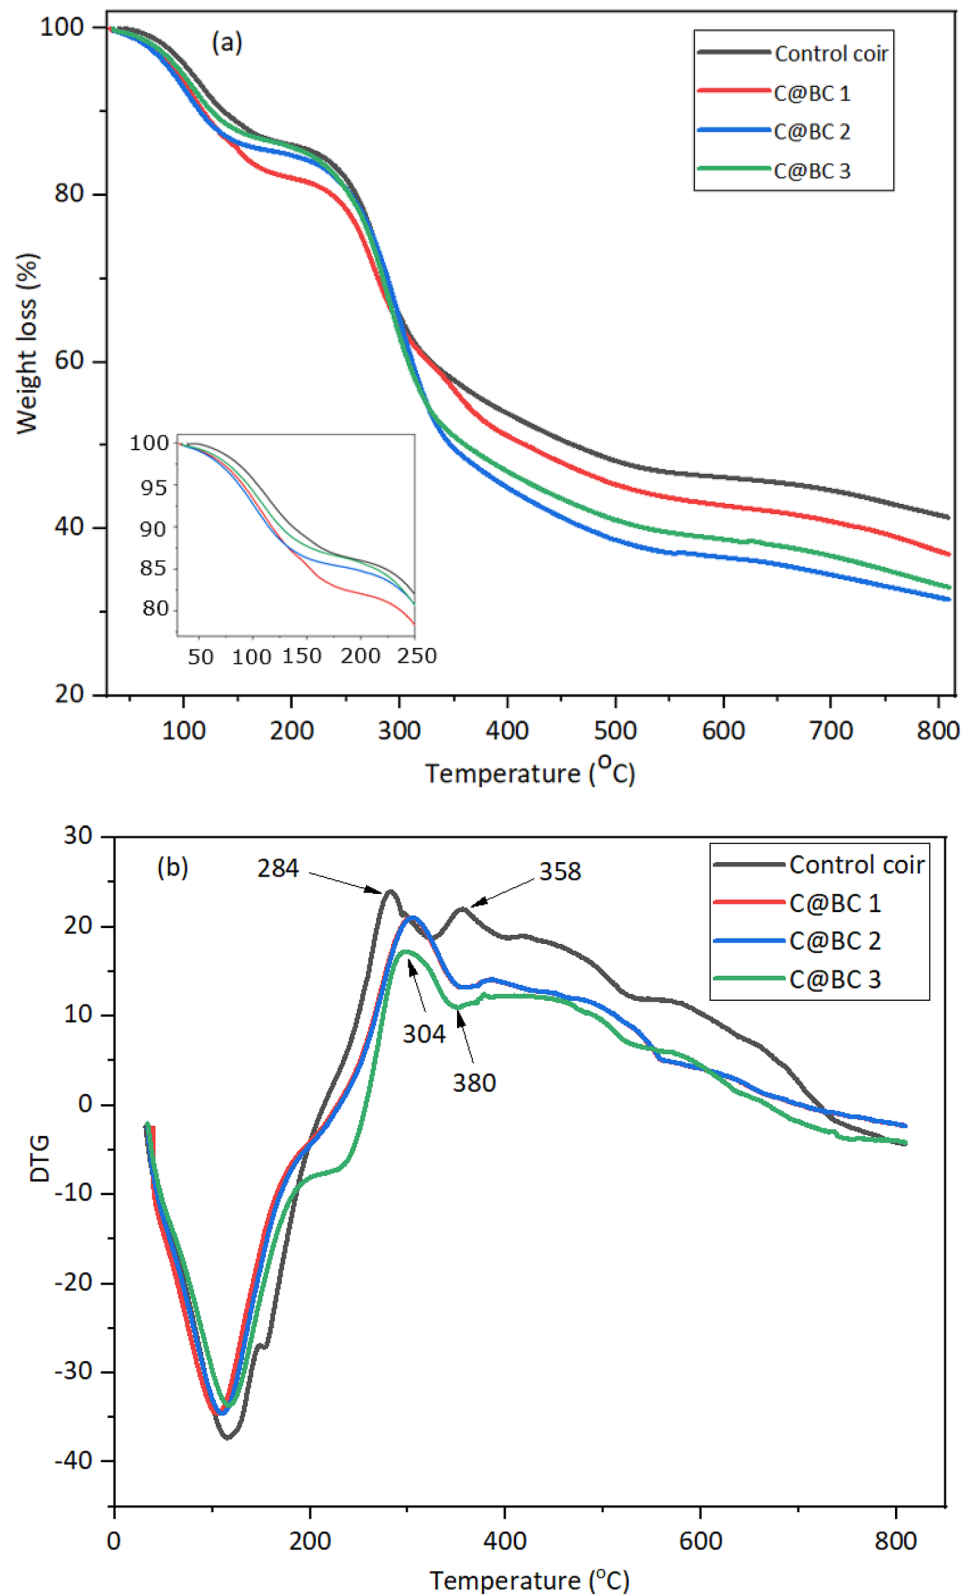 (a)
Control coir
C@BC 1
C@BC 2
C@BC 3
Weight loss (%)
100
80
60
40
20
100
95
90
85
80
50 100 150 200 250
100 200 300 400 500 600 700 800
Temperature (°C)
(b)
Control coir
C@BC 1
C@BC 2
C@BC 3
284
358
304
380
DTG
30
20
10
0
-10
-20
-30
-40
0 200 400 600 800
Temperature (°C)